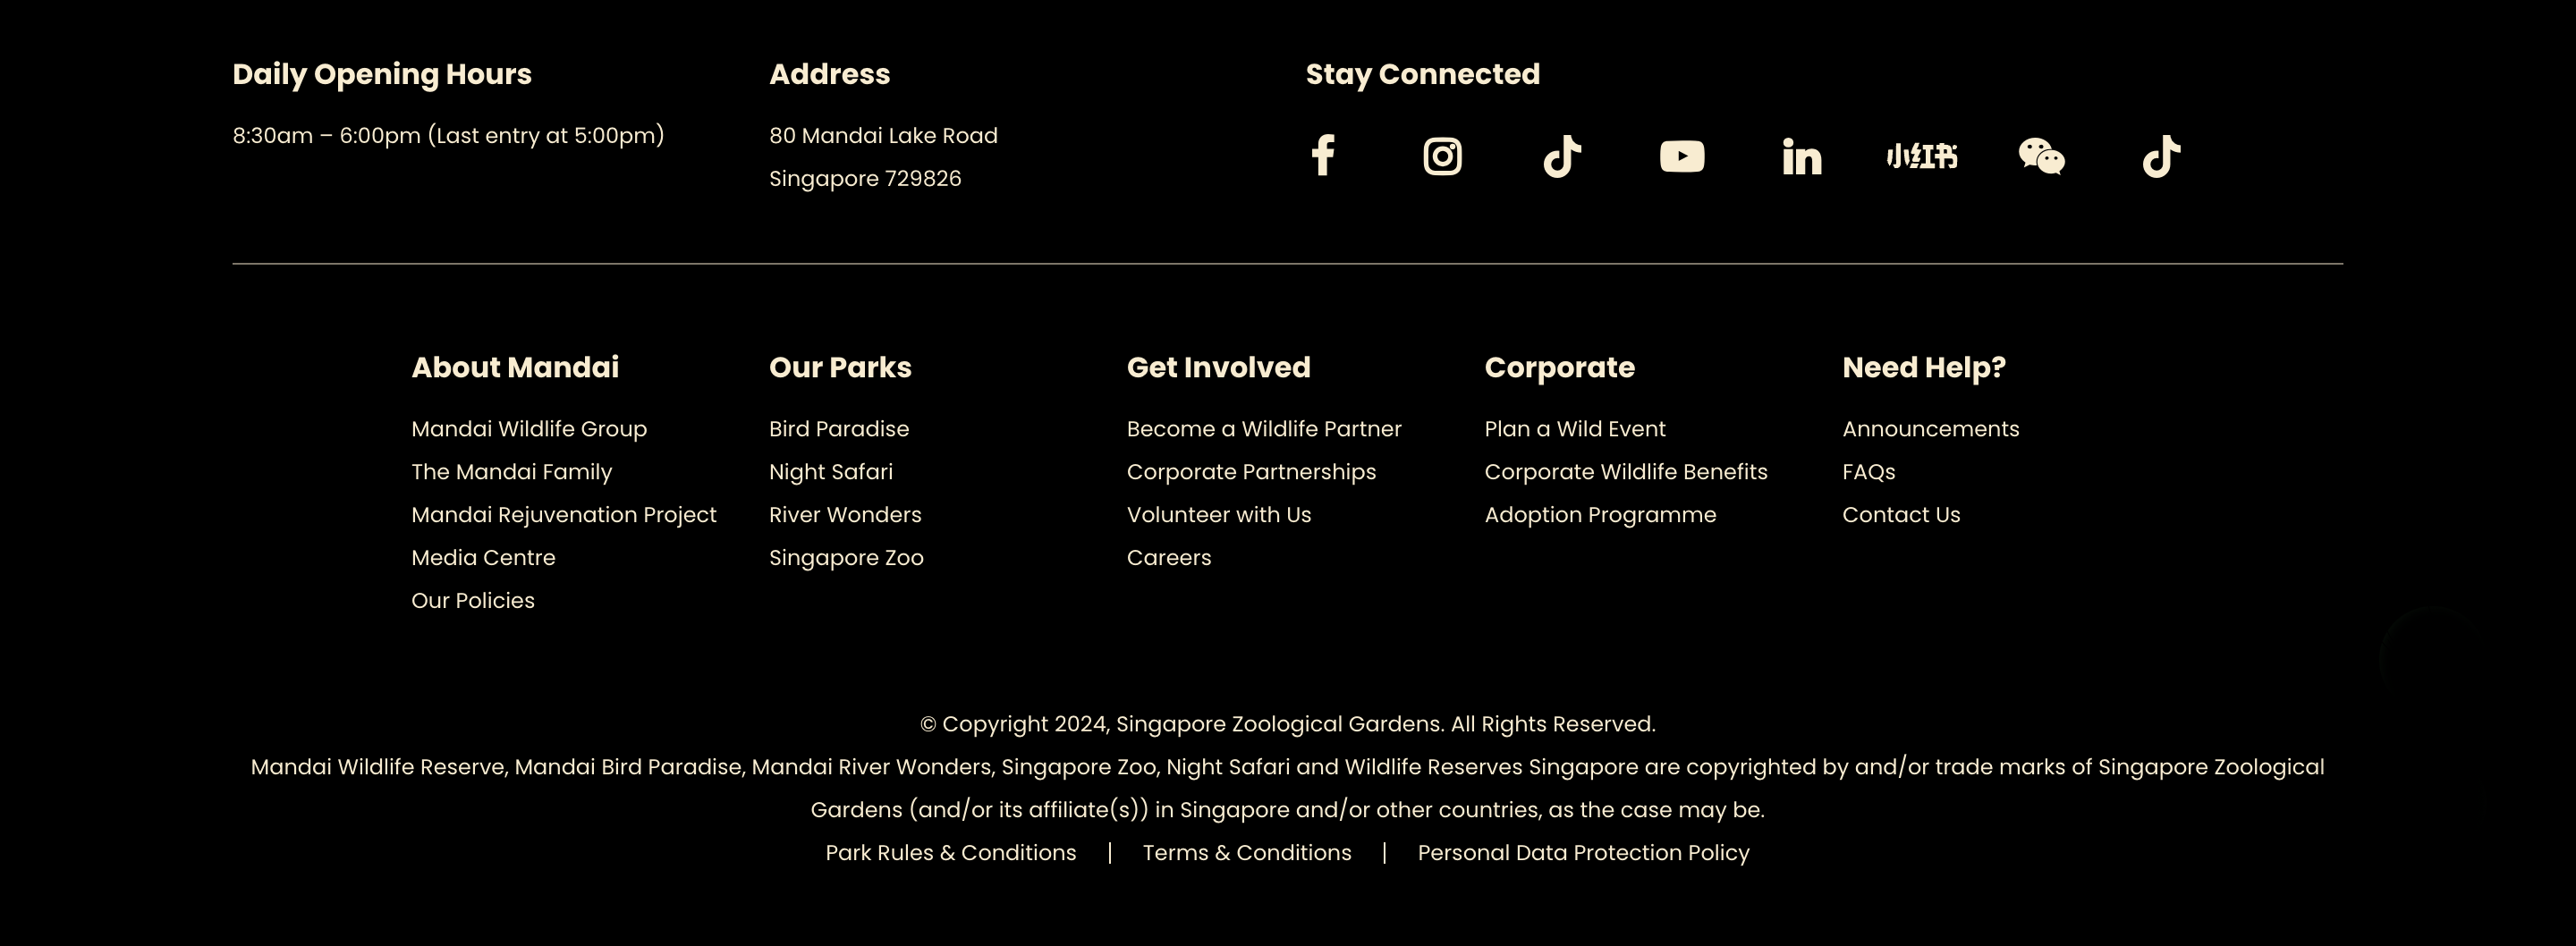 Daily Opening Hours
8:30am – 6:00pm (Last entry at 5:00pm)
Address
80 Mandai Lake Road
Singapore 729826
Stay Connected
小红书
About Mandai
Mandai Wildlife Group
The Mandai Family
Mandai Rejuvenation Project
Media Centre
Our Policies
Our Parks
Bird Paradise
Night Safari
River Wonders
Singapore Zoo
Get Involved
Become a Wildlife Partner
Corporate Partnerships
Volunteer with Us
Careers
Corporate
Plan a Wild Event
Corporate Wildlife Benefits
Adoption Programme
Need Help?
Announcements
FAQs
Contact Us
© Copyright 2024, Singapore Zoological Gardens. All Rights Reserved.
Mandai Wildlife Reserve, Mandai Bird Paradise, Mandai River Wonders, Singapore Zoo, Night Safari and Wildlife Reserves Singapore are copyrighted by and/or trade marks of Singapore Zoological
Gardens (and/or its affiliate(s)) in Singapore and/or other countries, as the case may be.
Park Rules & Conditions | Terms & Conditions | Personal Data Protection Policy